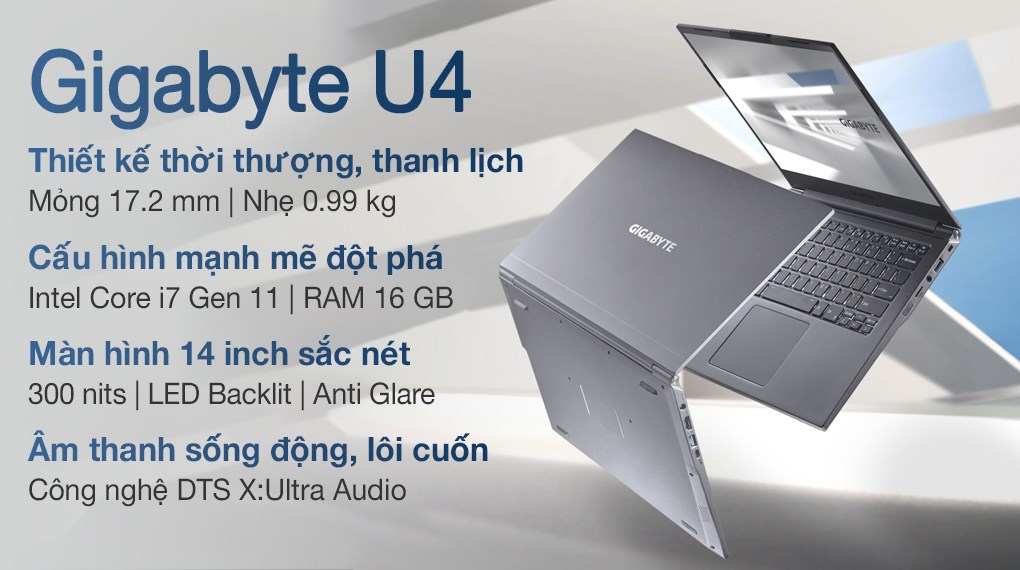 Gigabyte U4
Thiết kế thời thượng, thanh lịch
Mỏng 17.2 mm | Nhẹ 0.99 kg
Cấu hình mạnh mẽ đột phá
Intel Core i7 Gen 11 | RAM 16 GB
Màn hình 14 inch sắc nét
300 nits | LED Backlit | Anti Glare
Âm thanh sống động, lôi cuốn
Công nghệ DTS X:Ultra Audio
GIGABYTE
GIGABYTE